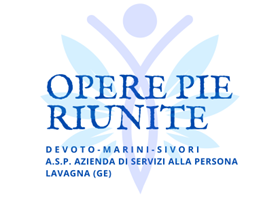 OPERE PIE
RIUNITE
DEVOTO-MARINI-SIVORI
A.S.P. AZIENDA DI SERVIZI ALLA PERSONA
LAVAGNA (GE)